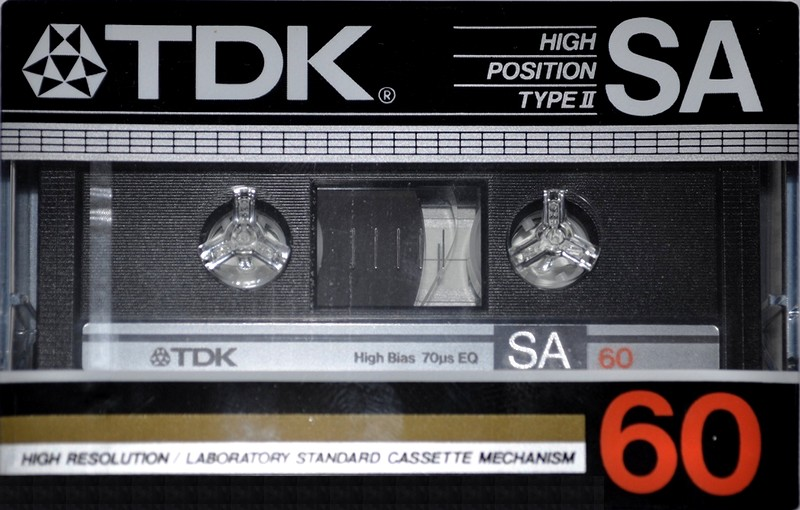 TDK®
HIGH
POSITION
TYPE II
SA
TDK
High Bias 70µs EQ
SA
60
HIGH RESOLUTION / LABORATORY STANDARD CASSETTE MECHANISM
60